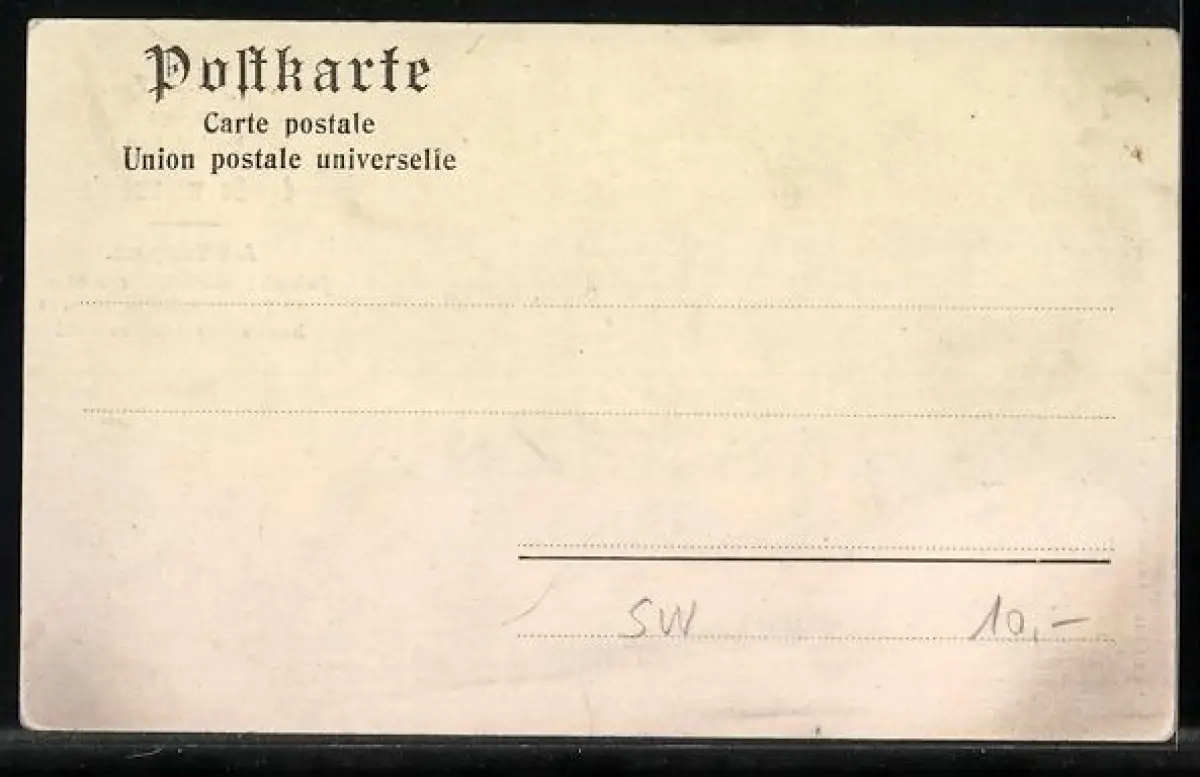 Poſtkarte
Carte postale
Union postale universelle
SW 10,-